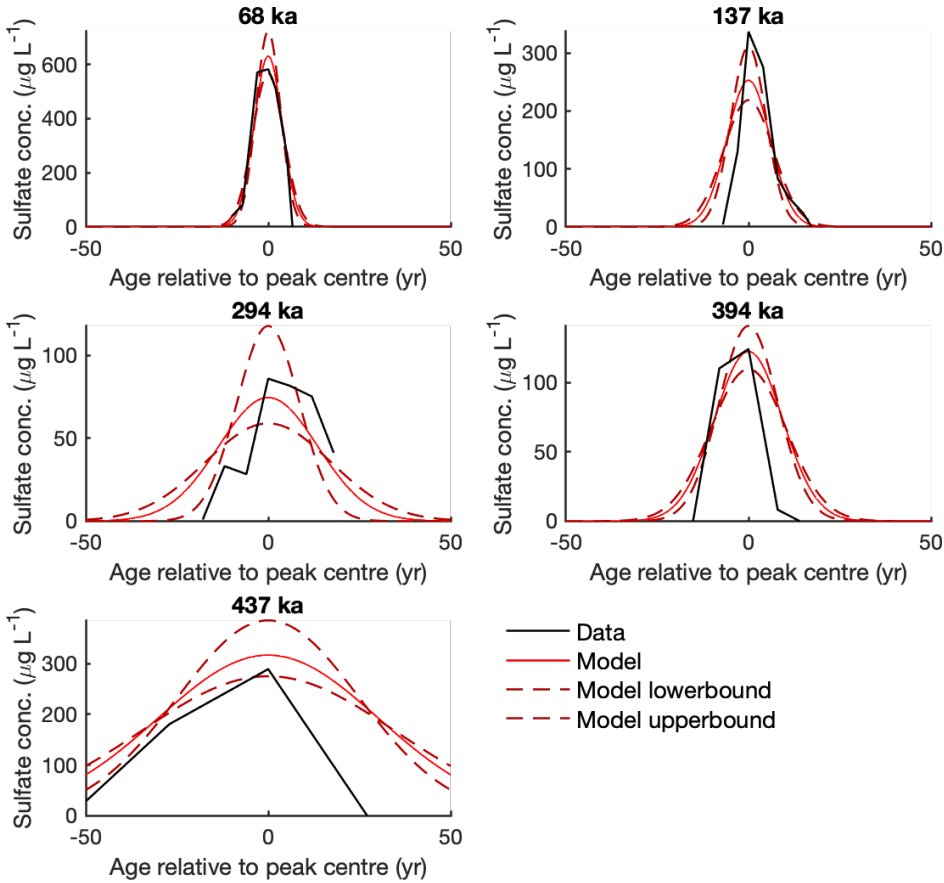 68 ka
600
400
200
0
-50
0
50
Sulfate conc. (μg L-1)
Age relative to peak centre (yr)
137 ka
300
200
100
0
-50
0
50
Sulfate conc. (μg L-1)
Age relative to peak centre (yr)
294 ka
100
50
0
-50
0
50
Sulfate conc. (μg L-1)
Age relative to peak centre (yr)
394 ka
100
50
0
-50
0
50
Sulfate conc. (μg L-1)
Age relative to peak centre (yr)
437 ka
300
200
100
0
-50
0
50
Sulfate conc. (μg L-1)
Age relative to peak centre (yr)
Data
Model
Model lowerbound
Model upperbound